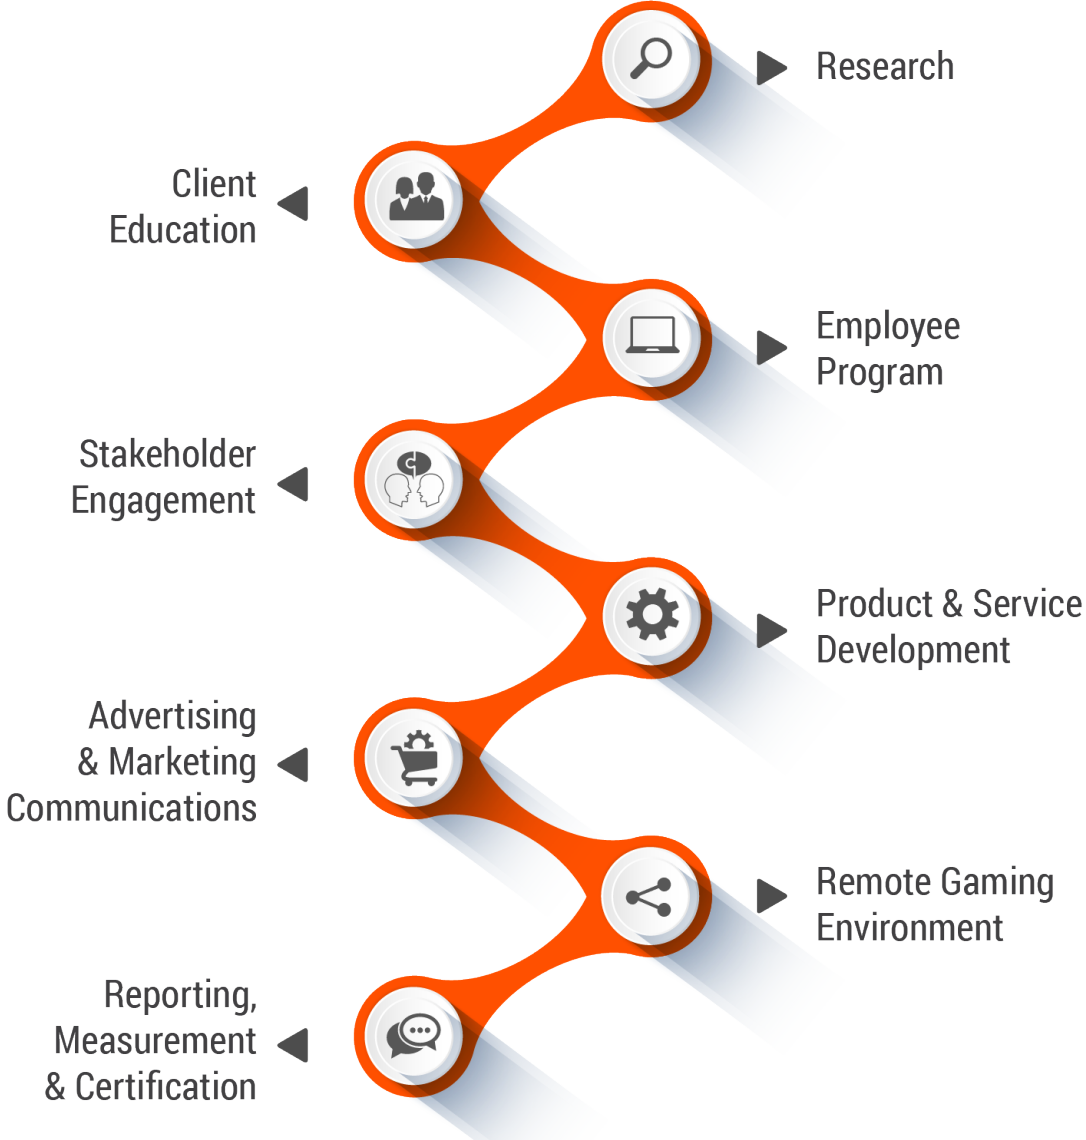 Research
Client
Education
Employee
Program
Stakeholder
Engagement
Product & Service
Development
Advertising
& Marketing
Communications
Remote Gaming
Environment
Reporting,
Measurement
& Certification